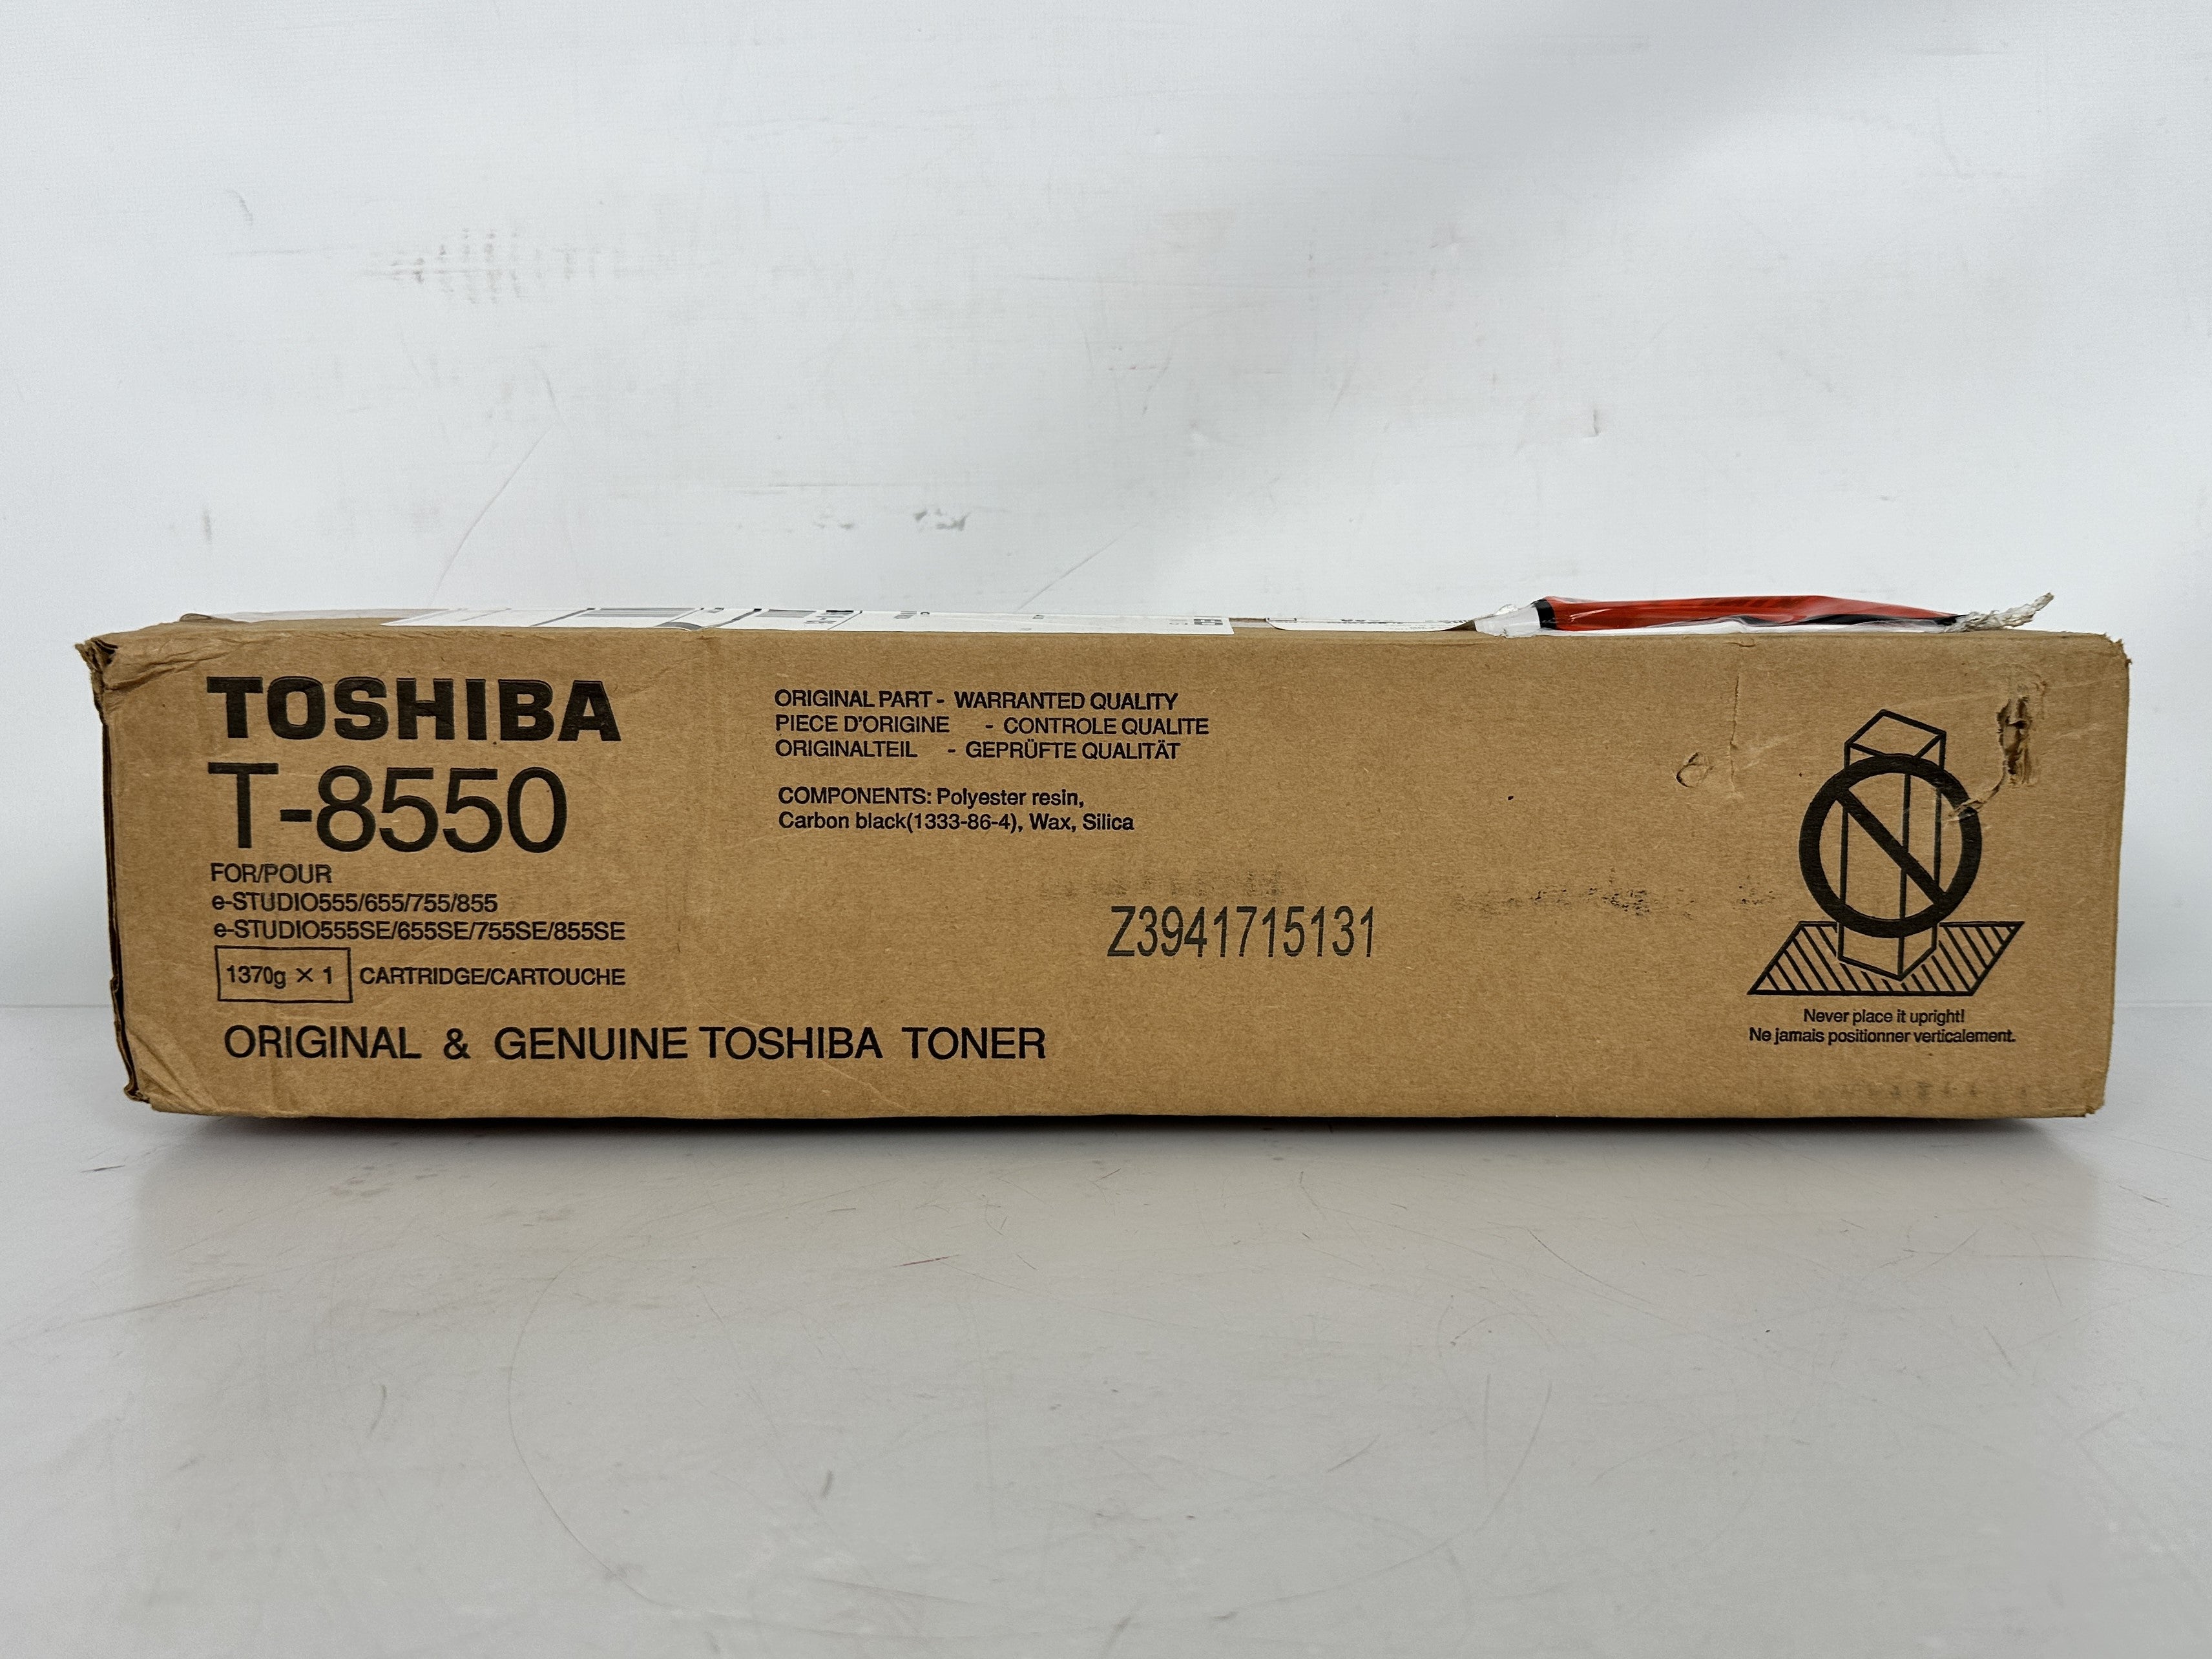 TOSHIBA
T-8550
FOR/POUR
e-STUDIO555/655/755/855
e-STUDIO555SE/655SE/755SE/855SE
1370g × 1 CARTRIDGE/CARTOUCHE
ORIGINAL & GENUINE TOSHIBA TONER
ORIGINAL PART - WARRANTED QUALITY
PIECE D'ORIGINE - CONTROLE QUALITE
ORIGINALTEIL - GEPRÜFTE QUALITÄT
COMPONENTS: Polyester resin,
Carbon black(1333-86-4), Wax, Silica
Z3941715131
Never place it upright!
Ne jamais positionner verticalement.